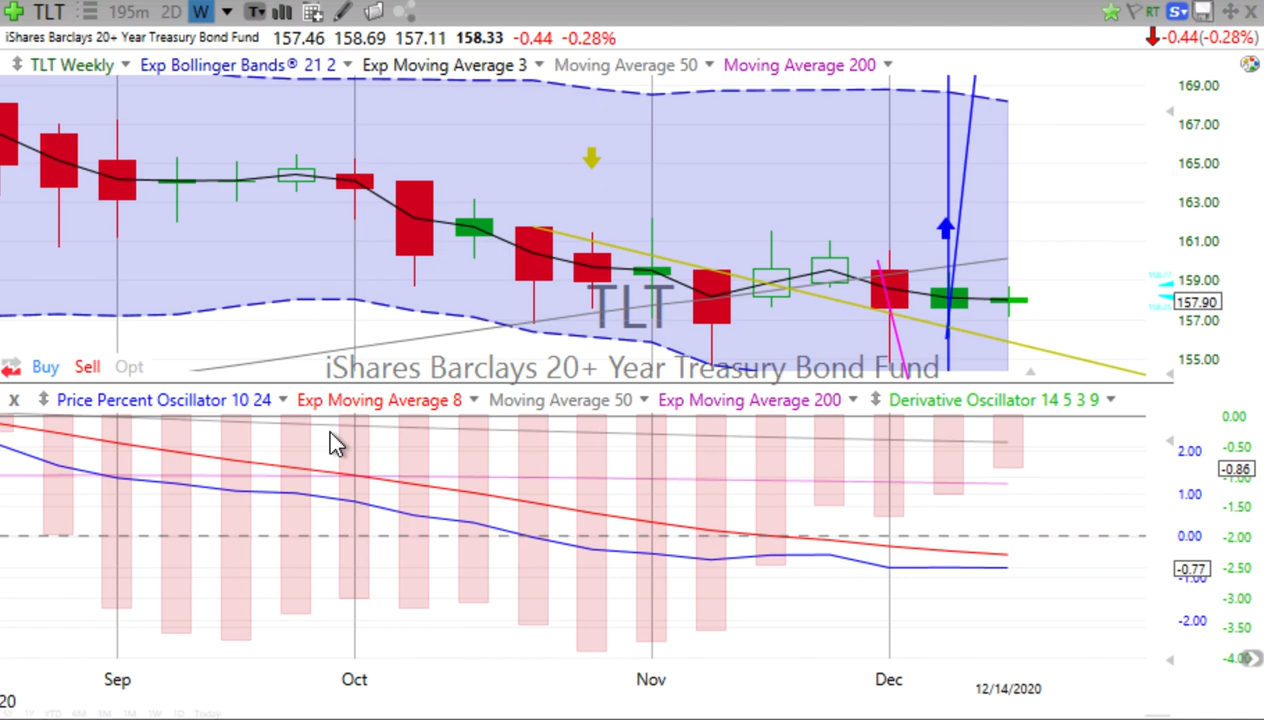 TLT 195m 2D W T RT S
iShares Barclays 20+ Year Treasury Bond Fund 157.46 158.69 157.11 158.33 -0.44 -0.28% -0.44(-0.28%)
TLT Weekly Exp Bollinger Bands® 21 2 Exp Moving Average 3 Moving Average 50 Moving Average 200
169.00
167.00
165.00
163.00
161.00
159.00
157.90
157.00
155.00
TLT
iShares Barclays 20+ Year Treasury Bond Fund
Buy Sell Opt
X Price Percent Oscillator 10 24 Exp Moving Average 8 Moving Average 50 Exp Moving Average 200 Derivative Oscillator 14 5 3 9
0.00
2.00 -0.50
-0.86
1.00 -1.50
0.00 -2.00
-0.77 -2.50
-1.00 -3.00
-2.00 -3.50
Sep Oct Nov Dec 12/14/2020
20
Today